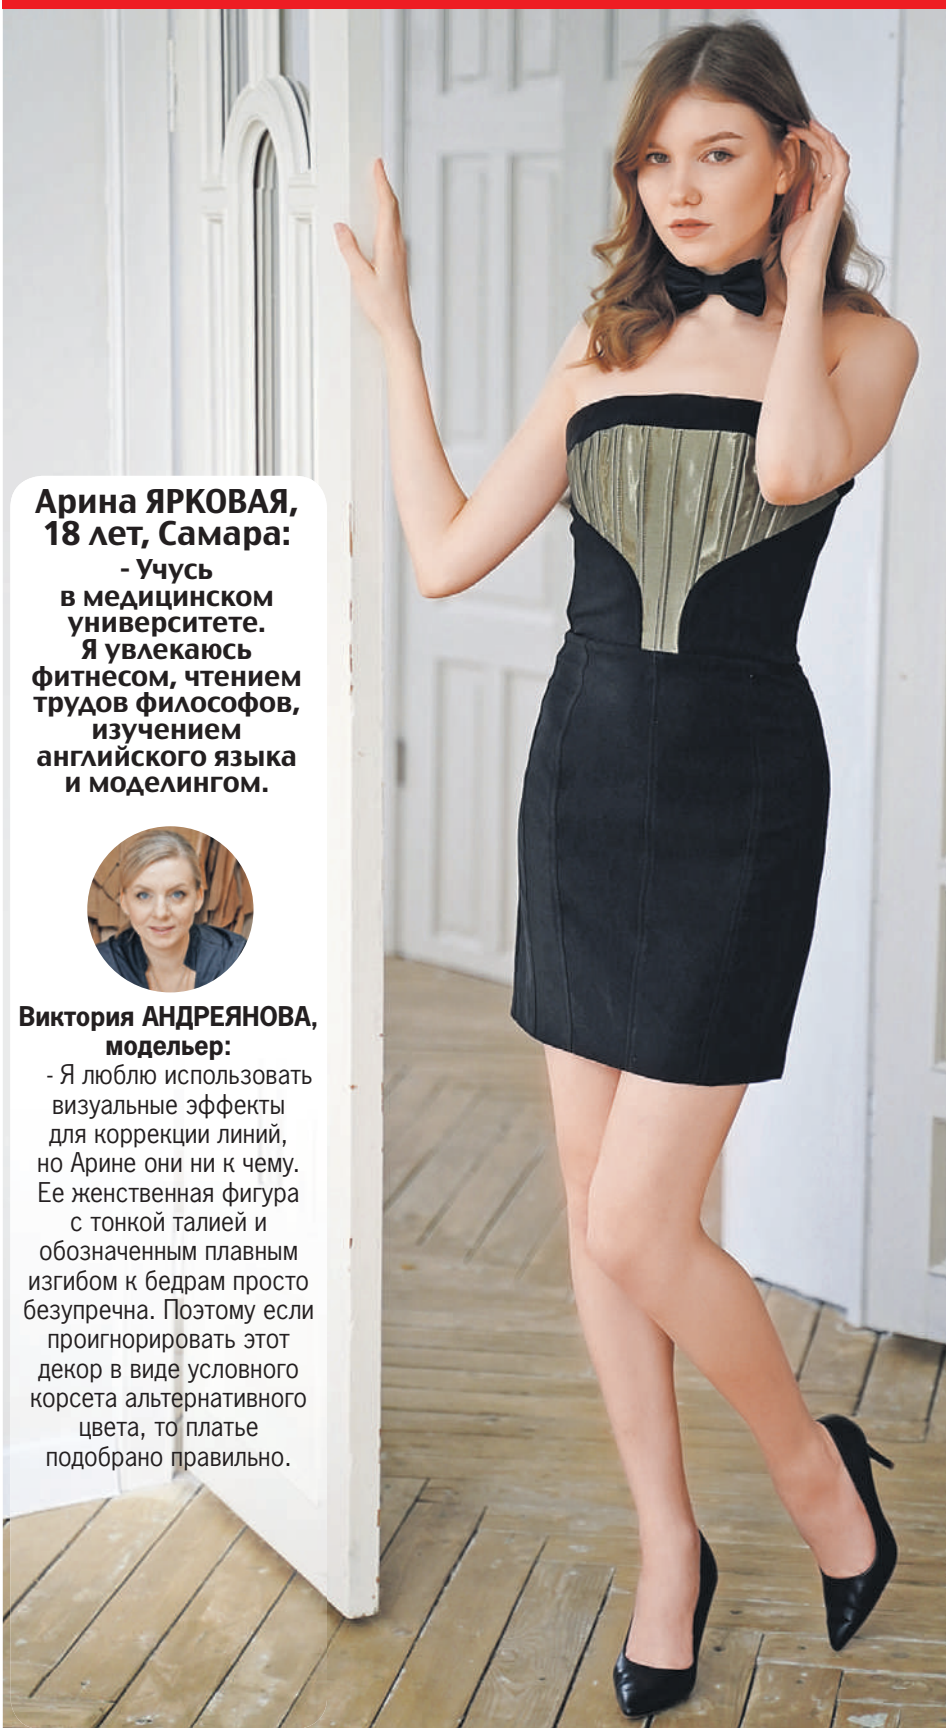 Арина ЯРКОВАЯ,
18 лет, Самара:
- Учусь
в медицинском
университете.
Я увлекаюсь
фитнесом, чтением
трудов философов,
изучением
английского языка
и моделингом.
Виктория АНДРЕЯНОВА,
модельер:
- Я люблю использовать
визуальные эффекты
для коррекции линий,
но Арине они ни к чему.
Ее женственная фигура
с тонкой талией и
обозначенным плавным
изгибом к бедрам просто
безупречна. Поэтому если
проигнорировать этот
декор в виде условного
корсета альтернативного
цвета, то платье
подобрано правильно.